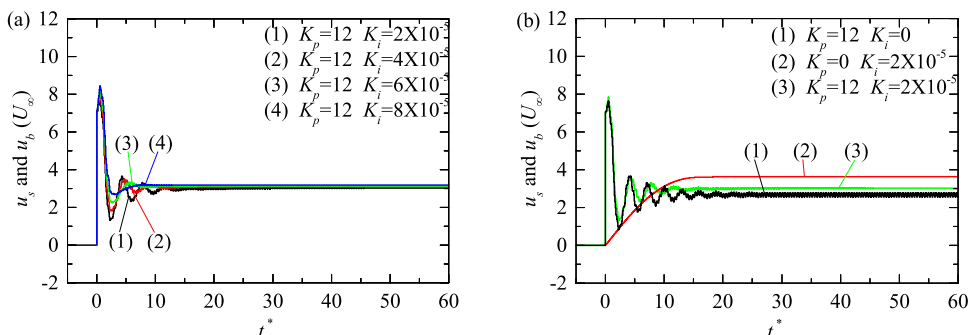 (a)
12
10
8
6
4
2
0
-2
u_s and u_b (U_∞)
(1) K_p=12 K_i=2X10^-5
(2) K_p=12 K_i=4X10^-5
(3) K_p=12 K_i=6X10^-5
(4) K_p=12 K_i=8X10^-5
(3) (4)
(1) (2)
0 10 20 30 40 50 60
t^*
(b)
12
10
8
6
4
2
0
-2
u_s and u_b (U_∞)
(1) K_p=12 K_i=0
(2) K_p=0 K_i=2X10^-5
(3) K_p=12 K_i=2X10^-5
(1) (2) (3)
0 10 20 30 40 50 60
t^*